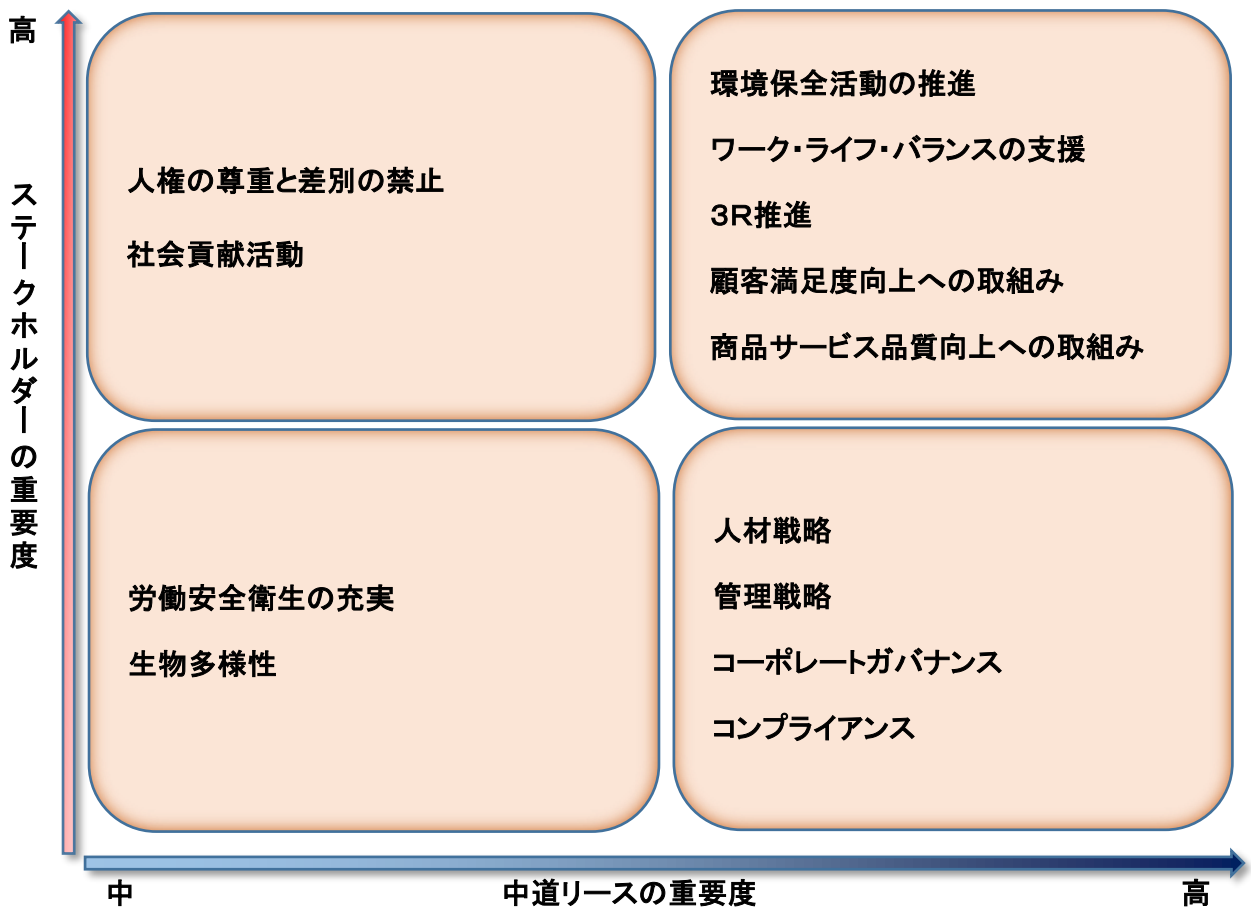 高
ステークホルダーの重要度
人権の尊重と差別の禁止
社会貢献活動
環境保全活動の推進
ワーク・ライフ・バランスの支援
３Ｒ推進
顧客満足度向上への取組み
商品サービス品質向上への取組み
労働安全衛生の充実
生物多様性
人材戦略
管理戦略
コーポレートガバナンス
コンプライアンス
中
中道リースの重要度
高